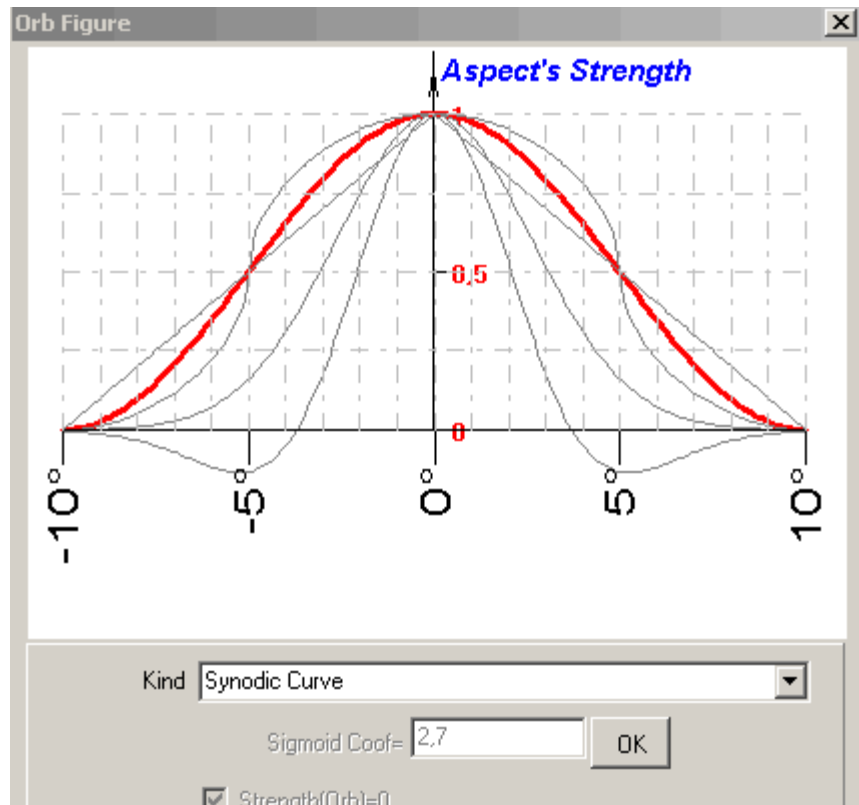 Orb Figure
Aspect's Strength
1
0,5
0
-10°
-5°
0°
5°
10°
Kind Synodic Curve
Sigmoid Coof= 2,7 OK
Strength(Orb)=0